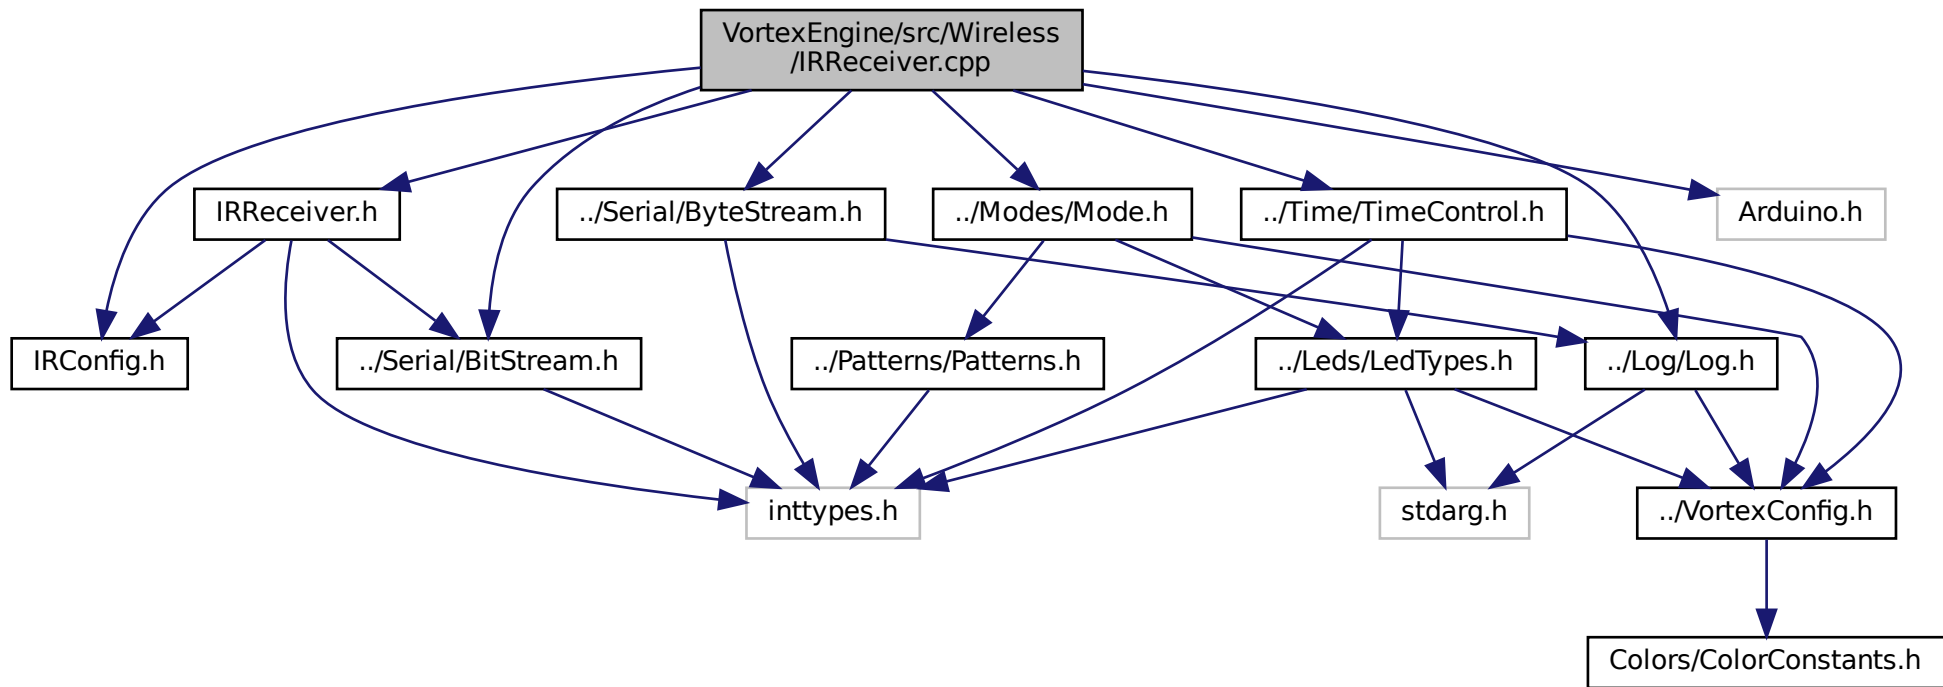 VortexEngine/src/Wireless
/IRReceiver.cpp
IRReceiver.h
../Serial/ByteStream.h
../Modes/Mode.h
../Time/TimeControl.h
Arduino.h
IRConfig.h
../Serial/BitStream.h
../Patterns/Patterns.h
../Leds/LedTypes.h
../Log/Log.h
inttypes.h
stdarg.h
../VortexConfig.h
Colors/ColorConstants.h